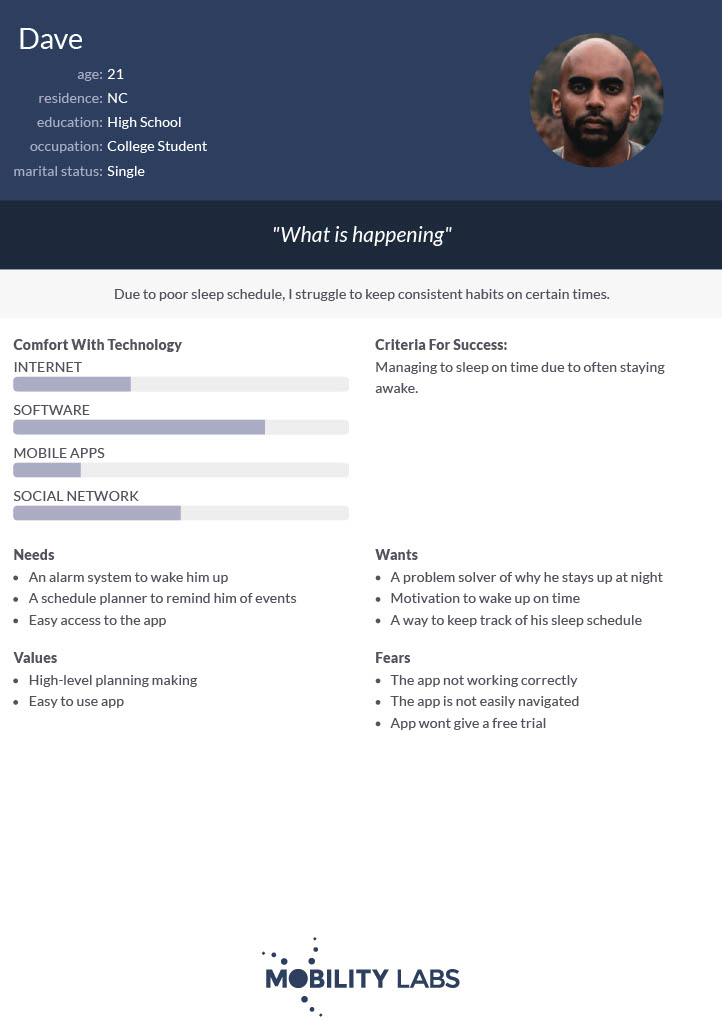 Dave
age: 21
residence: NC
education: High School
occupation: College Student
marital status: Single
"What is happening"
Due to poor sleep schedule, I struggle to keep consistent habits on certain times.
Comfort With Technology
INTERNET
SOFTWARE
MOBILE APPS
SOCIAL NETWORK
Criteria For Success:
Managing to sleep on time due to often staying
awake.
Needs
• An alarm system to wake him up
• A schedule planner to remind him of events
• Easy access to the app
Wants
• A problem solver of why he stays up at night
• Motivation to wake up on time
• A way to keep track of his sleep schedule
Values
• High-level planning making
• Easy to use app
Fears
• The app not working correctly
• The app is not easily navigated
• App wont give a free trial
MOBILITY LABS